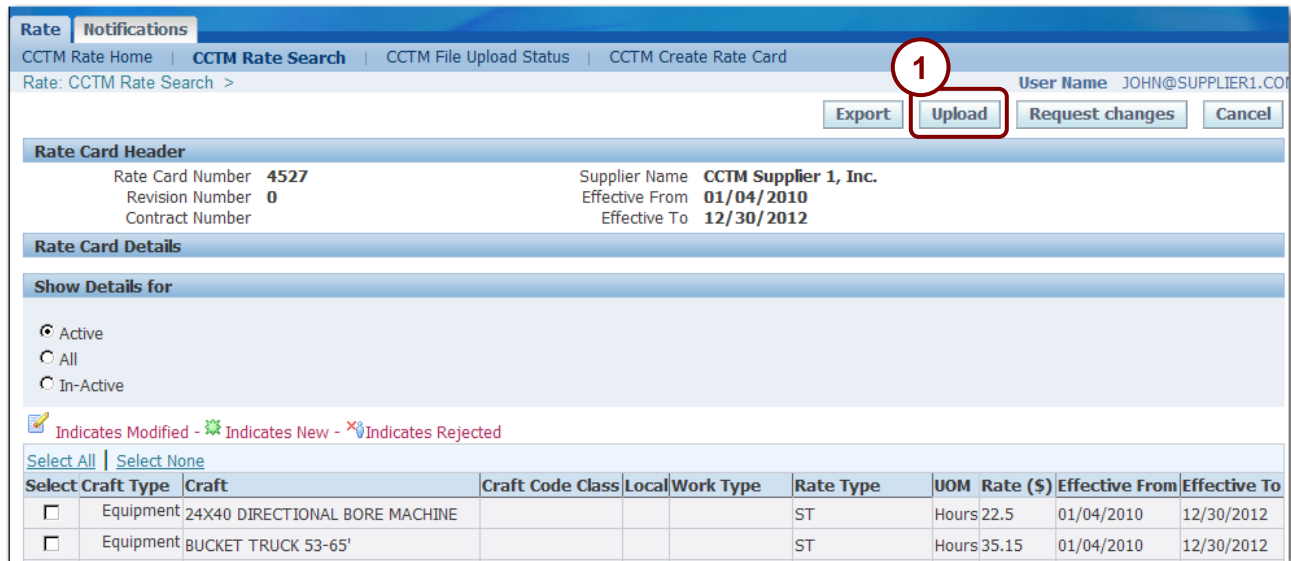 Rate Notifications
CCTM Rate Home | CCTM Rate Search | CCTM File Upload Status | CCTM Create Rate Card
1
Rate: CCTM Rate Search > User Name JOHN@SUPPLIER1.CO
Export Upload Request changes Cancel
Rate Card Header
Rate Card Number 4527 Supplier Name CCTM Supplier 1, Inc.
Revision Number 0 Effective From 01/04/2010
Contract Number Effective To 12/30/2012
Rate Card Details
Show Details for
Active
All
In-Active
Indicates Modified - Indicates New - Indicates Rejected
Select All | Select None
Select Craft Type Craft Craft Code Class Local Work Type Rate Type UOM Rate ($) Effective From Effective To
Equipment 24X40 DIRECTIONAL BORE MACHINE ST Hours 22.5 01/04/2010 12/30/2012
Equipment BUCKET TRUCK 53-65' ST Hours 35.15 01/04/2010 12/30/2012